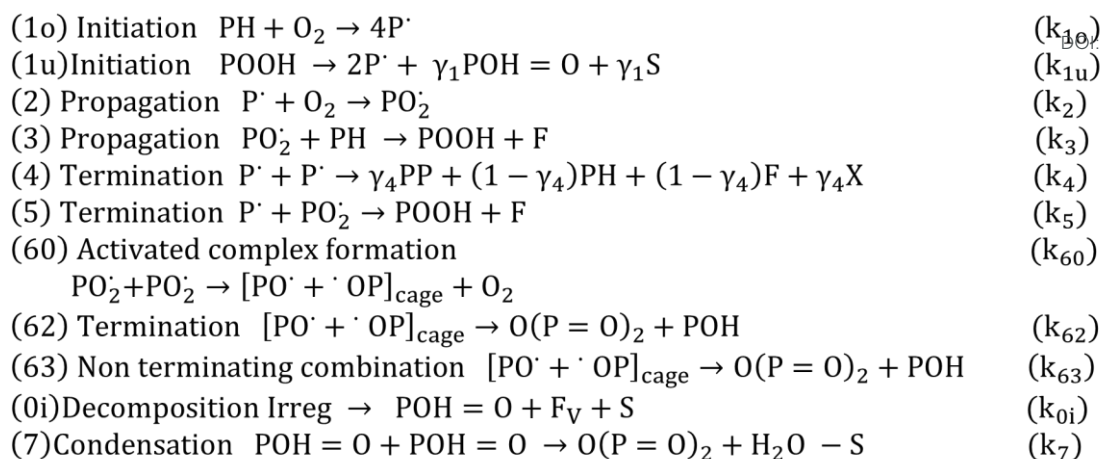 (1o) Initiation PH + O₂ → 4P˙ (k₁ₒ)
DOI:
(1u)Initiation POOH → 2P˙ + γ₁POH = O + γ₁S (k₁ᵤ)
(2) Propagation P˙ + O₂ → PO₂˙ (k₂)
(3) Propagation PO₂˙ + PH → POOH + F (k₃)
(4) Termination P˙ + P˙ → γ₄PP + (1 − γ₄)PH + (1 − γ₄)F + γ₄X (k₄)
(5) Termination P˙ + PO₂˙ → POOH + F (k₅)
(60) Activated complex formation (k₆₀)
PO₂˙+PO₂˙ → [PO˙ + ˙ OP]cage + O₂
(62) Termination [PO˙ + ˙ OP]cage → O(P = O)₂ + POH (k₆₂)
(63) Non terminating combination [PO˙ + ˙ OP]cage → O(P = O)₂ + POH (k₆₃)
(0i)Decomposition Irreg → POH = O + Fᵥ + S (k₀ᵢ)
(7)Condensation POH = O + POH = O → O(P = O)₂ + H₂O − S (k₇)